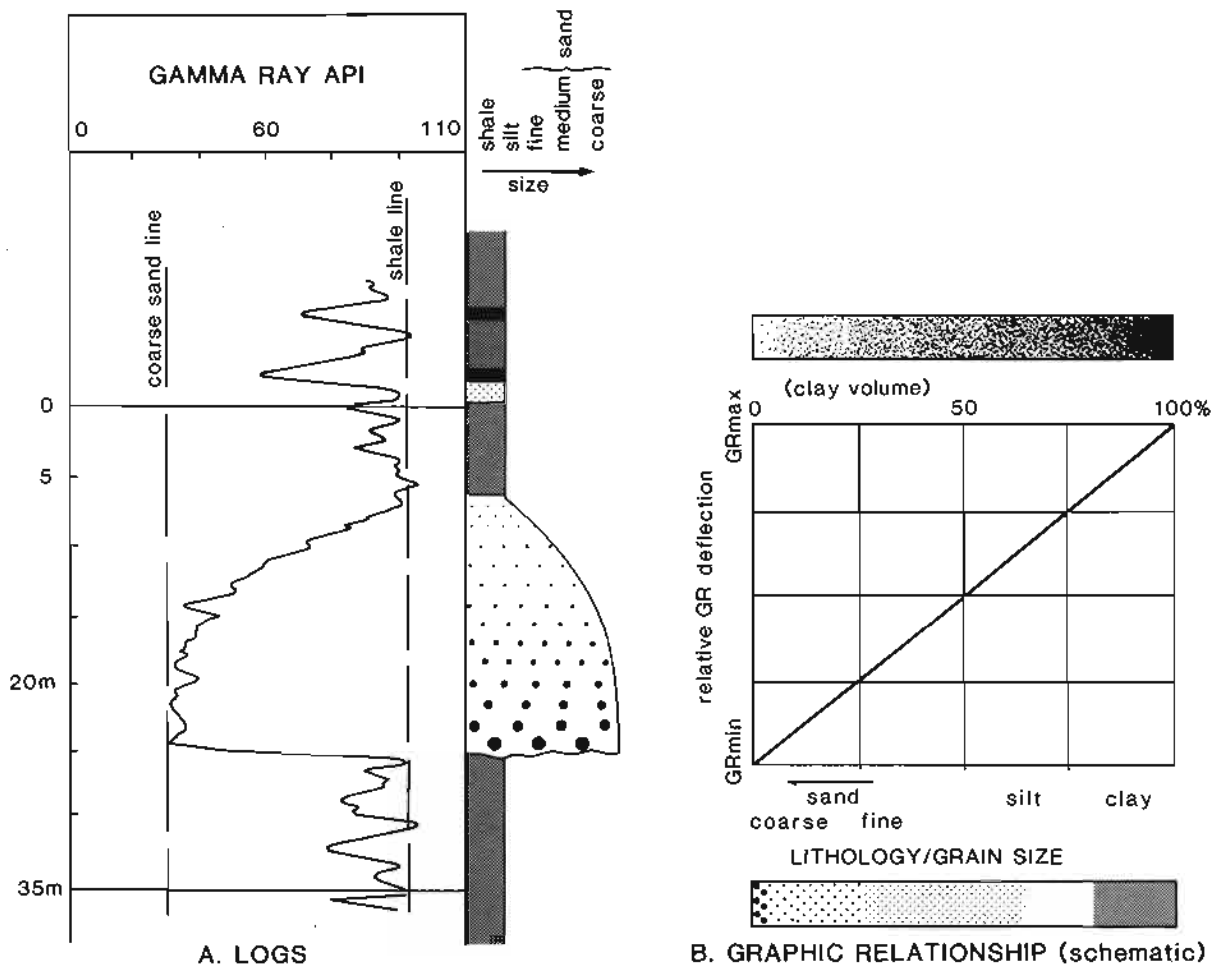 GAMMA RAY API
0 60 110
shale
silt
fine
medium
coarse
sand
size
coarse sand line
shale line
0
5
20m
35m
A. LOGS
(clay volume)
0 50 100%
GRmax
relative GR deflection
GRmin
sand silt clay
coarse fine
LITHOLOGY/GRAIN SIZE
B. GRAPHIC RELATIONSHIP (schematic)